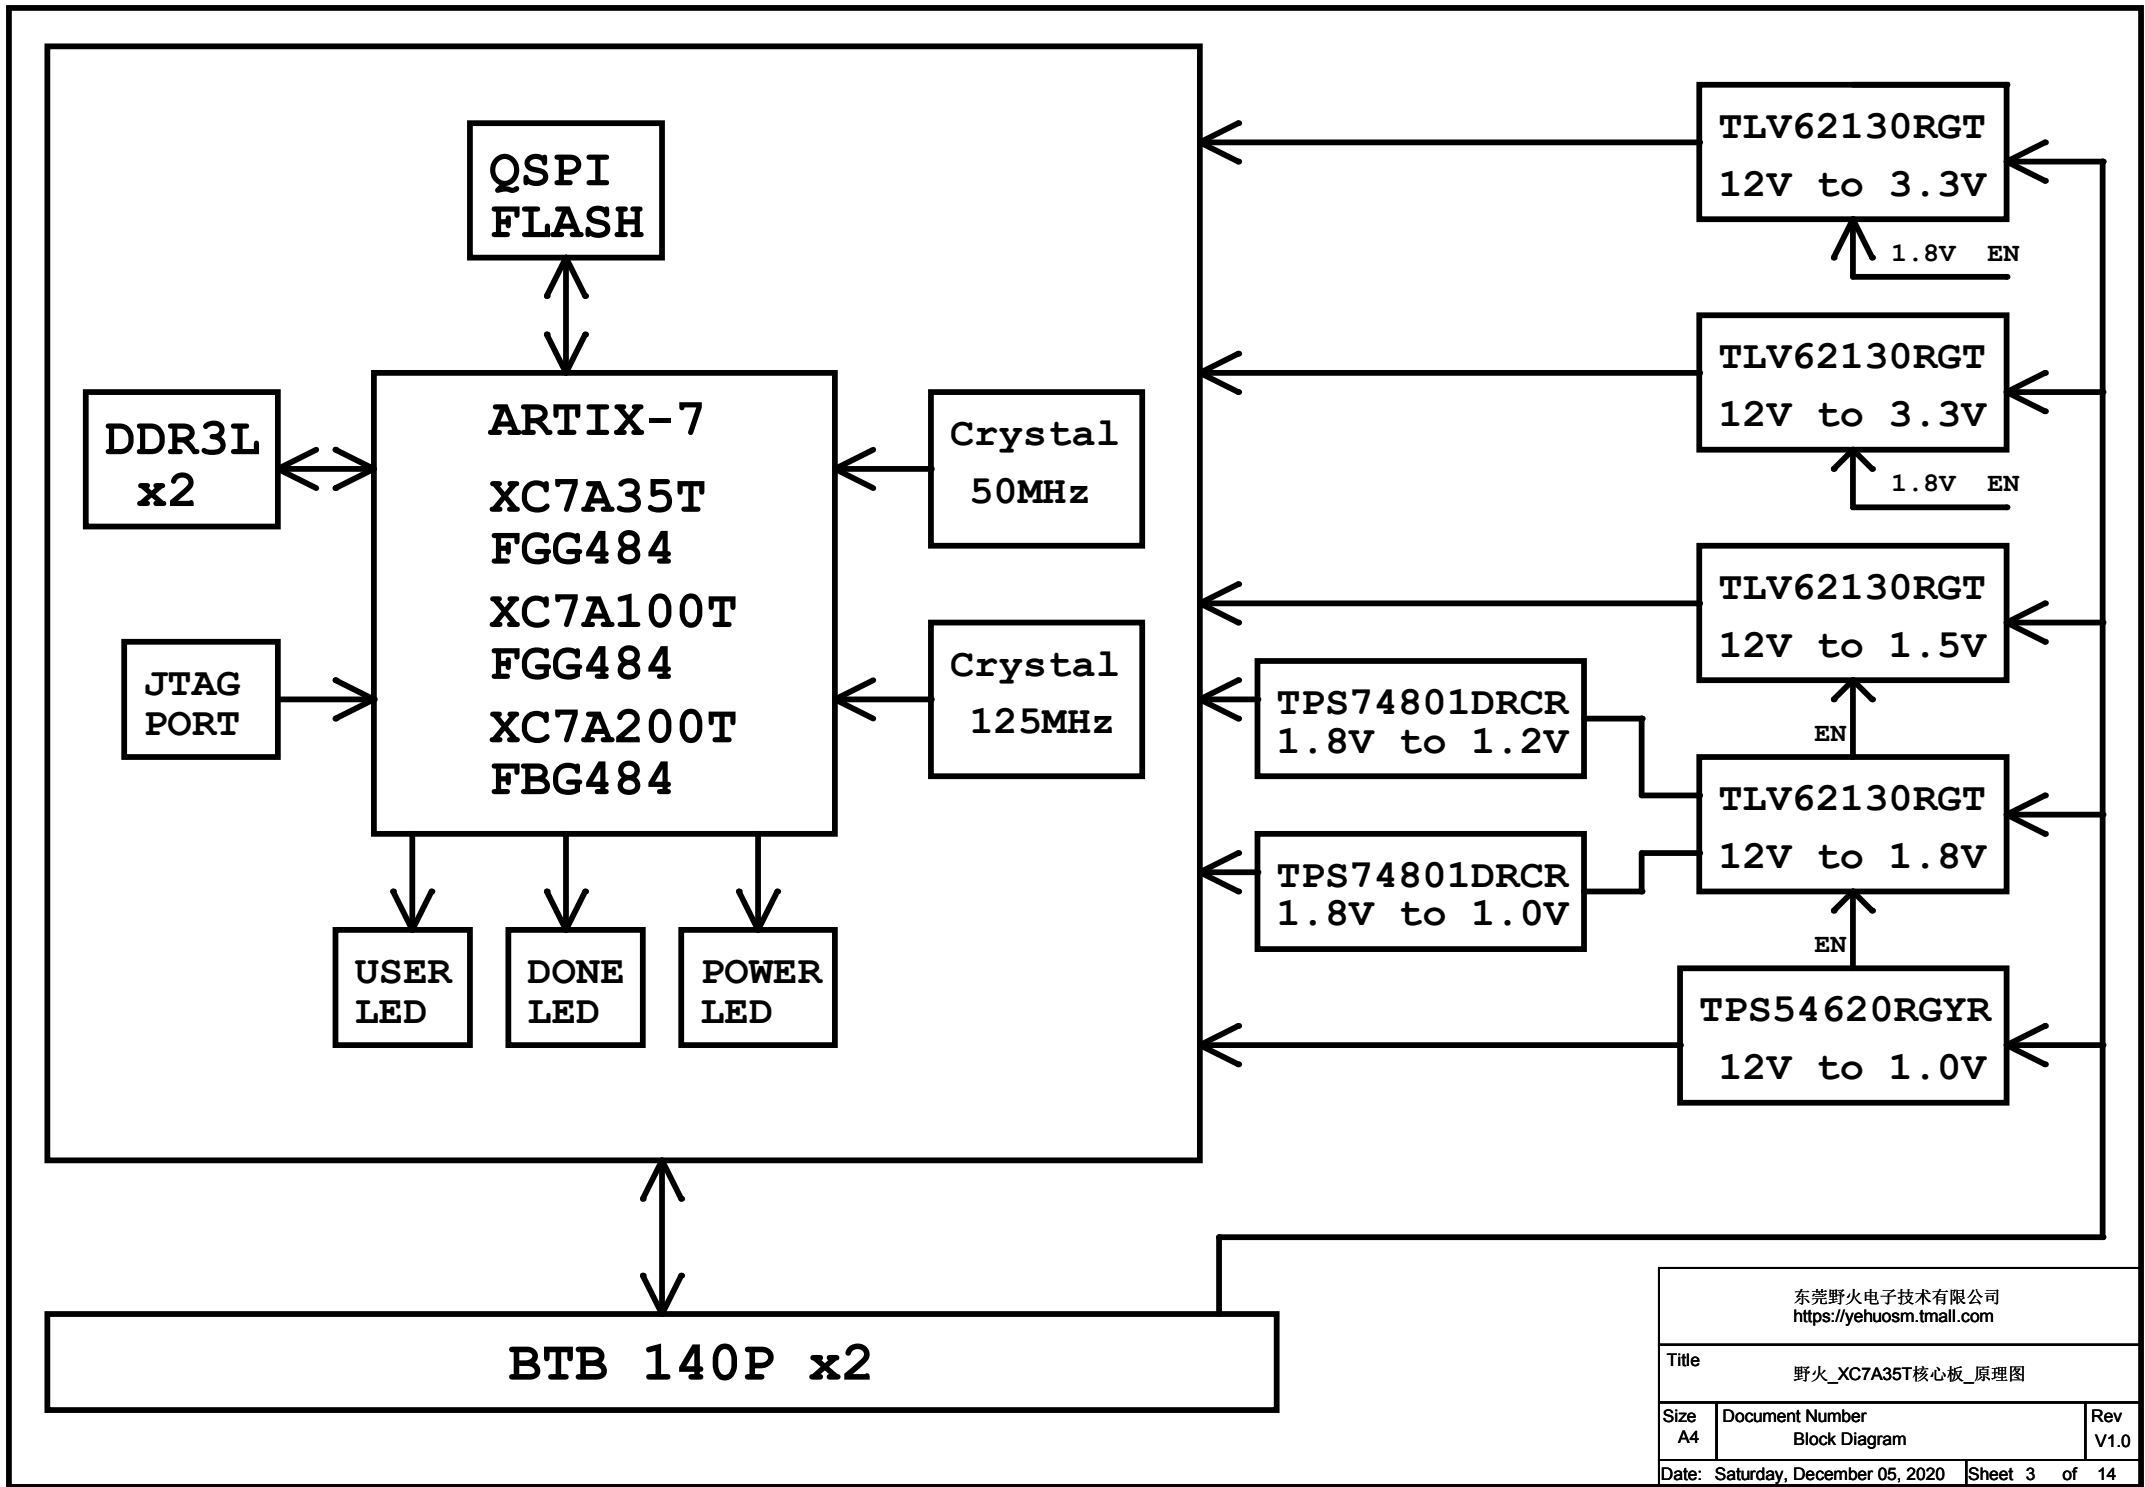 QSPI
FLASH
DDR3L
x2
JTAG
PORT
ARTIX-7
XC7A35T
FGG484
XC7A100T
FGG484
XC7A200T
FBG484
Crystal
50MHz
Crystal
125MHz
USER
LED
DONE
LED
POWER
LED
TLV62130RGT
12V to 3.3V
1.8V EN
TLV62130RGT
12V to 3.3V
1.8V EN
TLV62130RGT
12V to 1.5V
EN
TPS74801DRCR
1.8V to 1.2V
TLV62130RGT
12V to 1.8V
TPS74801DRCR
1.8V to 1.0V
EN
TPS54620RGYR
12V to 1.0V
BTB 140P x2
东莞野火电子技术有限公司
https://yehuosm.tmall.com
Title
野火_XC7A35T核心板_原理图
Size
A4
Document Number
Block Diagram
Rev
V1.0
Date: Saturday, December 05, 2020 Sheet 3 of 14